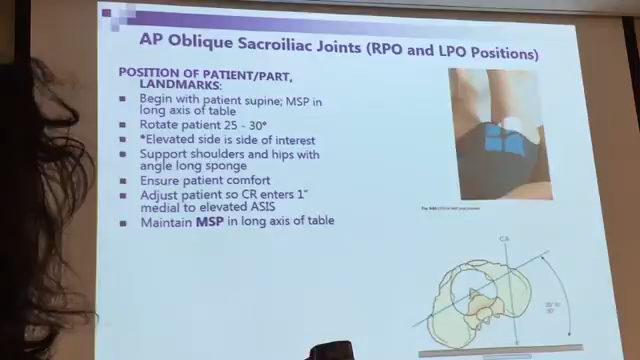 AP Oblique Sacroiliac Joints (RPO and LPO Positions)
POSITION OF PATIENT/PART,
LANDMARKS:
Begin with patient supine; MSP in
long axis of table
Rotate patient 25 - 30°
*Elevated side is side of interest
Support shoulders and hips with
angle long sponge
Ensure patient comfort
Adjust patient so CR enters 1"
medial to elevated ASIS
Maintain MSP in long axis of table